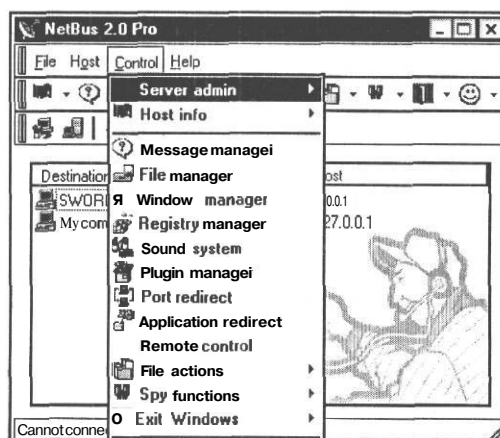 NetBus 2.0 Pro
File Host Control Help
Server admin
Host info
Message managei
Destination
ost
File manager
SWOR
0.0.1
Я Window manager
My com
27.0.0.1
Registry manager
Sound system
Plugin managei
Port redirect
Application redirect
Remote control
File actions
Spy functions
O Exit Windows
Cannot conne